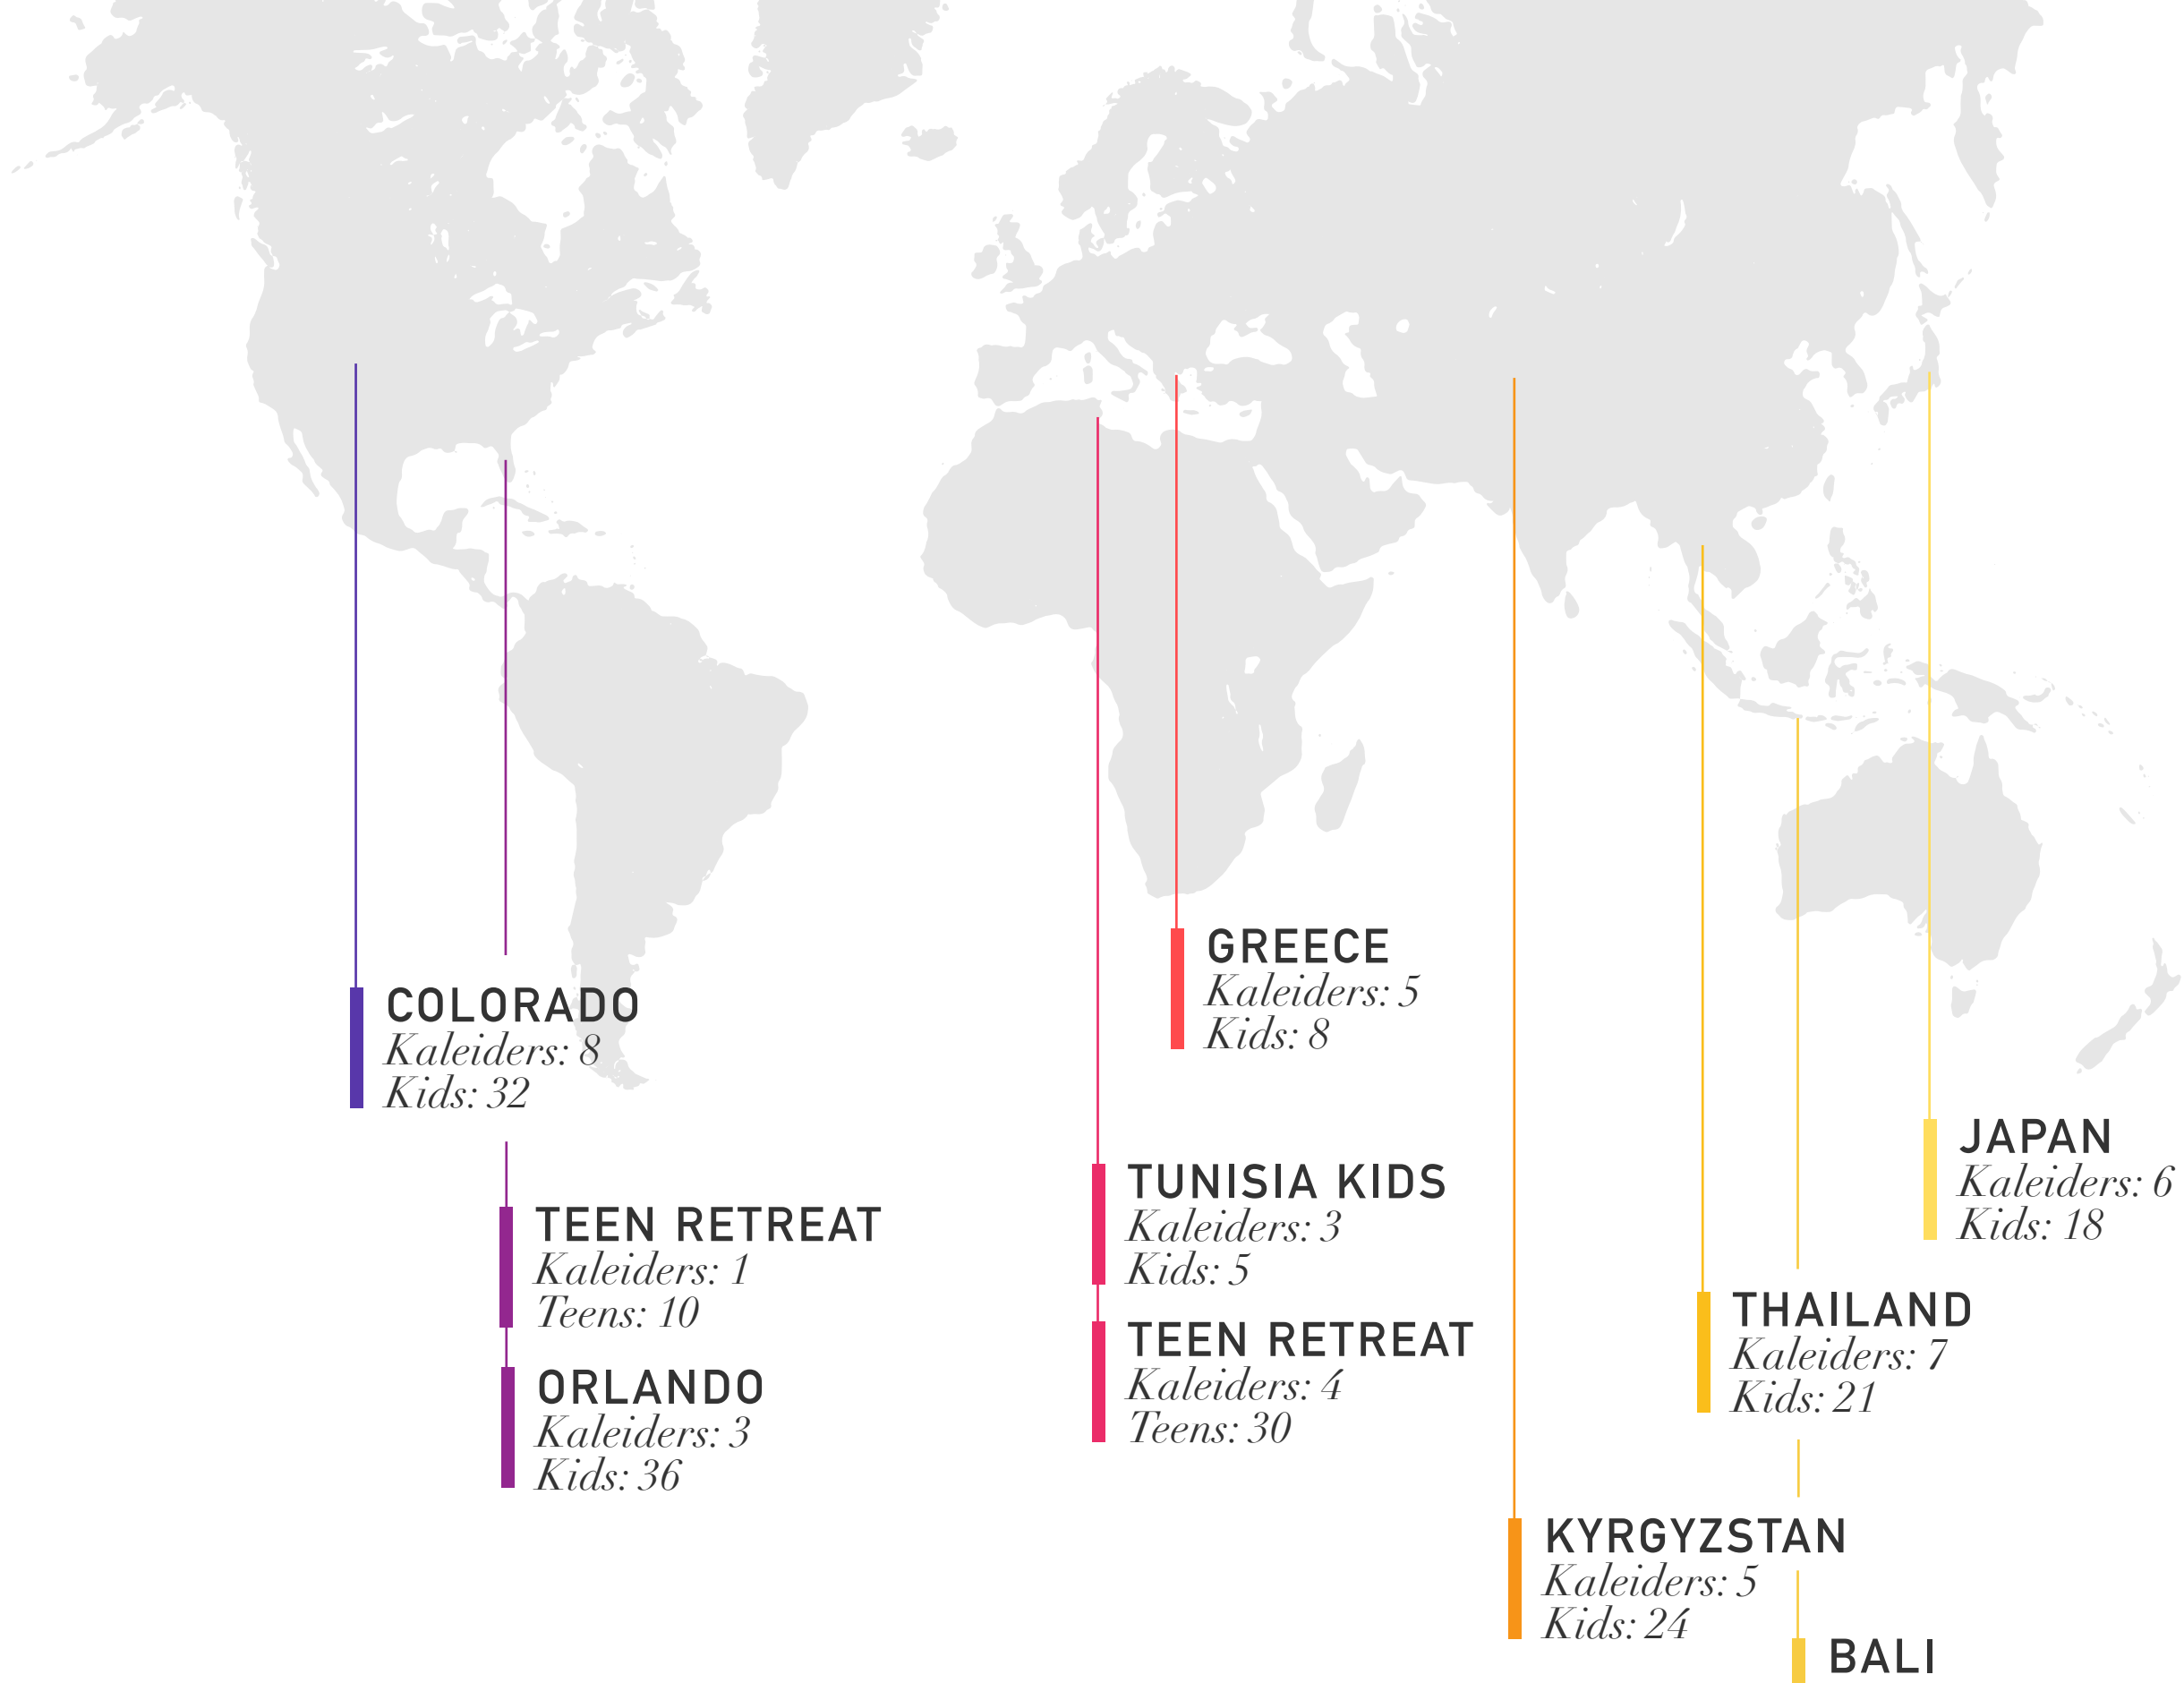 GREECE
Kaleiders: 5
Kids: 8
COLORADO
Kaleiders: 8
Kids: 32
JAPAN
Kaleiders: 6
Kids: 18
TUNISIA KIDS
Kaleiders: 3
Kids: 5
TEEN RETREAT
Kaleiders: 1
Teens: 10
THAILAND
Kaleiders: 7
Kids: 21
TEEN RETREAT
Kaleiders: 4
Teens: 30
ORLANDO
Kaleiders: 3
Kids: 36
KYRGYZSTAN
Kaleiders: 5
Kids: 24
BALI